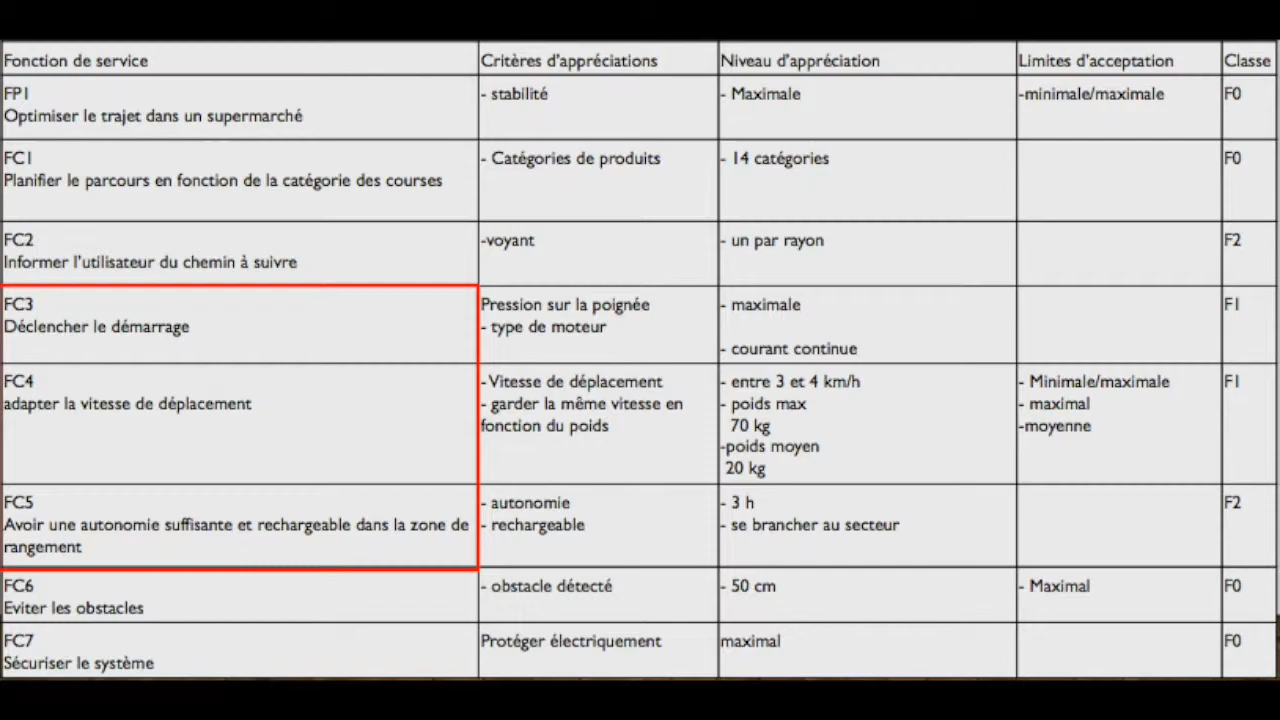 Fonction de service
Critères d'appréciations
Niveau d'appréciation
Limites d'acceptation
Classe
FP1
Optimiser le trajet dans un supermarché
- stabilité
- Maximale
-minimale/maximale
F0
FC1
Planifier le parcours en fonction de la catégorie des courses
- Catégories de produits
- 14 catégories
F0
FC2
Informer l'utilisateur du chemin à suivre
-voyant
- un par rayon
F2
FC3
Déclencher le démarrage
Pression sur la poignée
- type de moteur
- maximale
- courant continue
F1
FC4
adapter la vitesse de déplacement
- Vitesse de déplacement
- garder la même vitesse en
fonction du poids
- entre 3 et 4 km/h
- poids max
70 kg
-poids moyen
20 kg
- Minimale/maximale
- maximal
-moyenne
F1
FC5
Avoir une autonomie suffisante et rechargeable dans la zone de
rangement
- autonomie
- rechargeable
- 3 h
- se brancher au secteur
F2
FC6
Eviter les obstacles
- obstacle détecté
- 50 cm
- Maximal
F0
FC7
Sécuriser le système
Protéger électriquement
maximal
F0